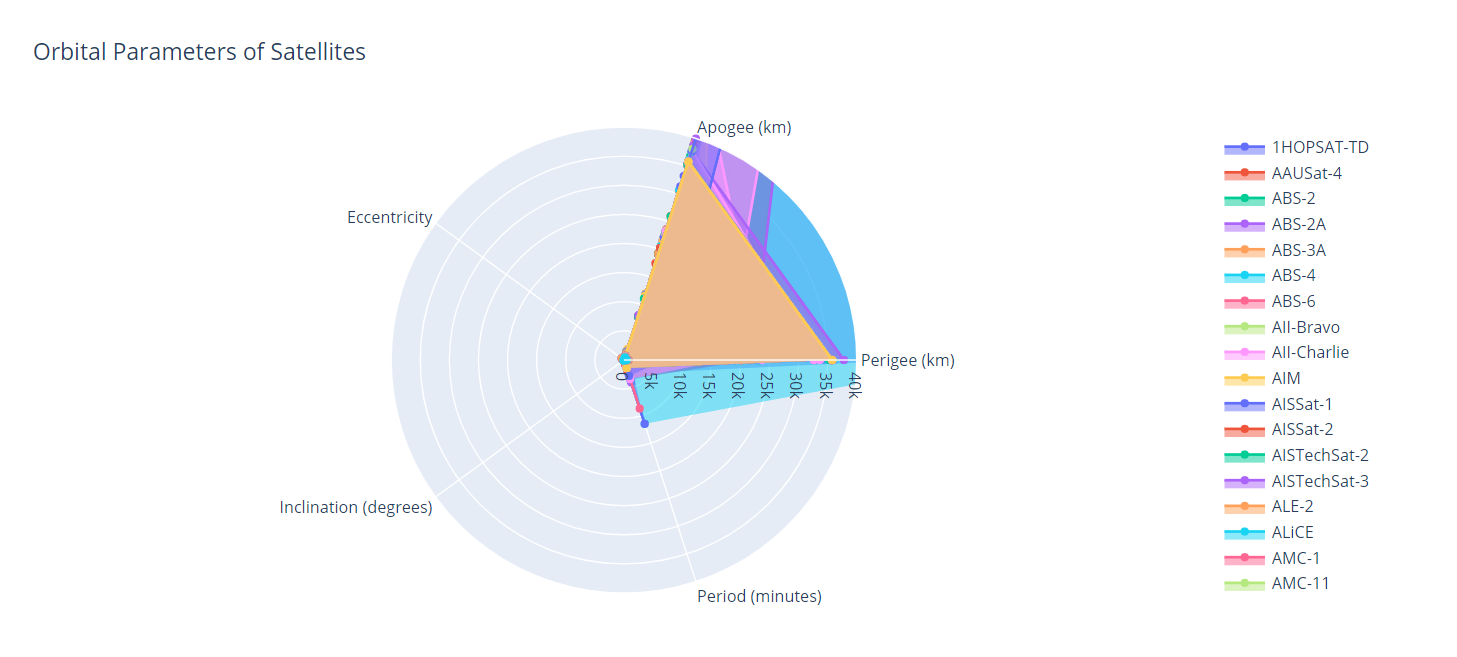 Orbital Parameters of Satellites
Apogee (km)
Eccentricity
Perigee (km)
0
5k
10k
15k
20k
25k
30k
35k
40k
Inclination (degrees)
Period (minutes)
1HOPSAT-TD
AAUSat-4
ABS-2
ABS-2A
ABS-3A
ABS-4
ABS-6
AII-Bravo
AII-Charlie
AIM
AISSat-1
AISSat-2
AISTechSat-2
AISTechSat-3
ALE-2
ALiCE
AMC-1
AMC-11